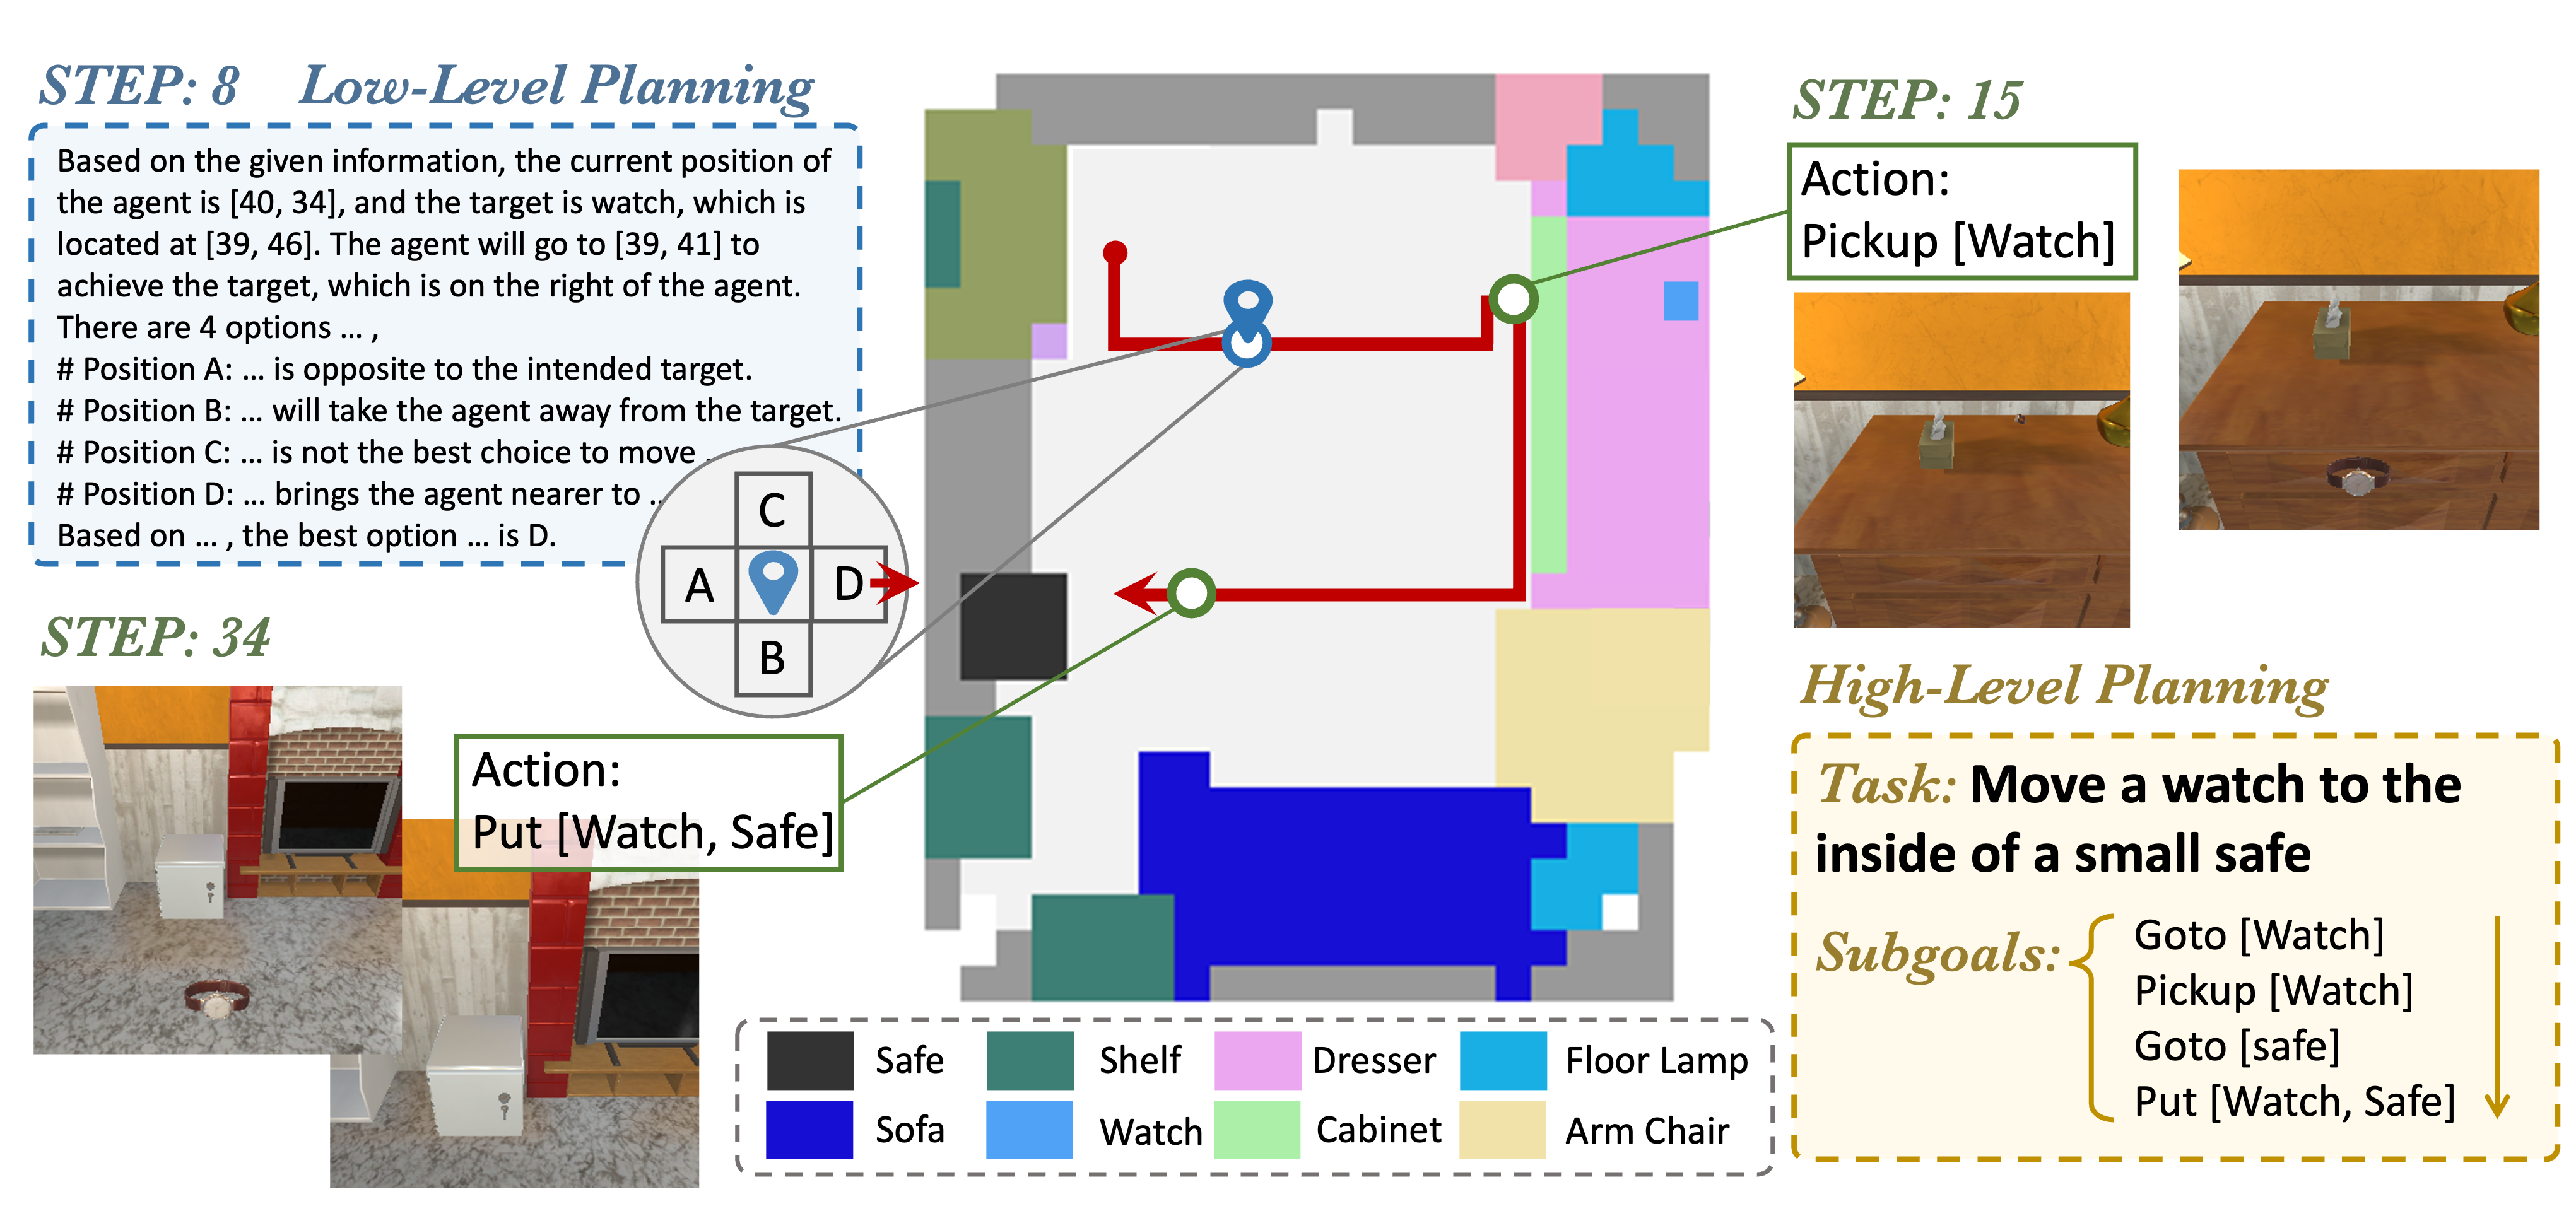 STEP: 8 Low-Level Planning
Based on the given information, the current position of
the agent is [40, 34], and the target is watch, which is
located at [39, 46]. The agent will go to [39, 41] to
achieve the target, which is on the right of the agent.
There are 4 options ... ,
# Position A: ... is opposite to the intended target.
# Position B: ... will take the agent away from the target.
# Position C: ... is not the best choice to move .
# Position D: ... brings the agent nearer to ..
Based on ... , the best option ... is D.
C
A
D
B
STEP: 34
Action:
Put [Watch, Safe]
STEP: 15
Action:
Pickup [Watch]
High-Level Planning
Task: Move a watch to the
inside of a small safe
Subgoals:
Goto [Watch]
Pickup [Watch]
Goto [safe]
Put [Watch, Safe]
Safe
Shelf
Dresser
Floor Lamp
Sofa
Watch
Cabinet
Arm Chair